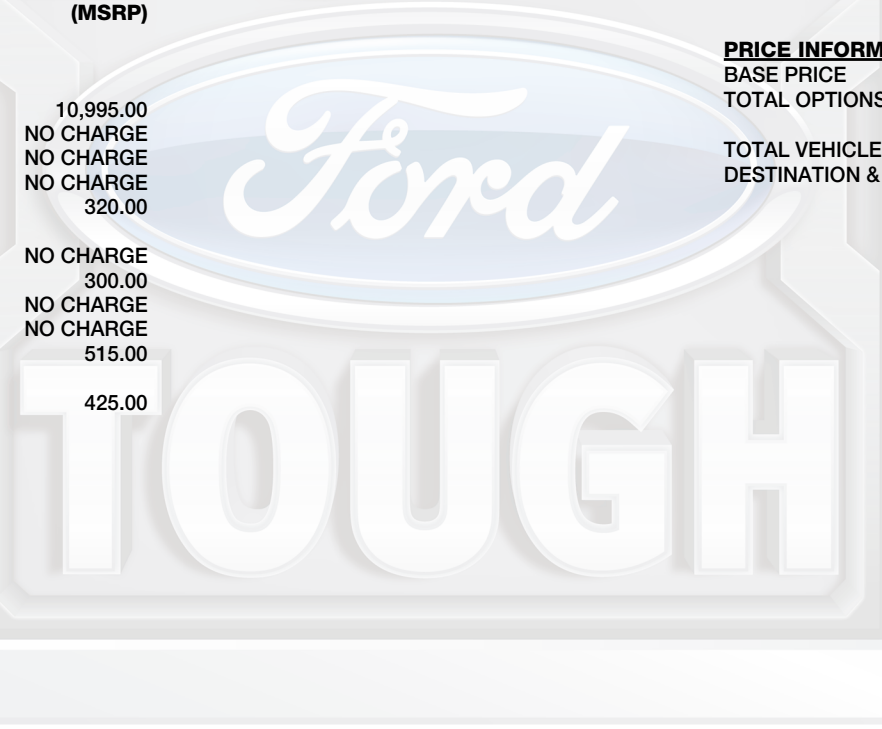 (MSRP)
10,995.00
NO CHARGE
NO CHARGE
NO CHARGE
320.00
NO CHARGE
300.00
NO CHARGE
NO CHARGE
515.00
425.00
PRICE INFORM
BASE PRICE
TOTAL OPTIONS
TOTAL VEHICLE
DESTINATION &
Ford
TOUGH